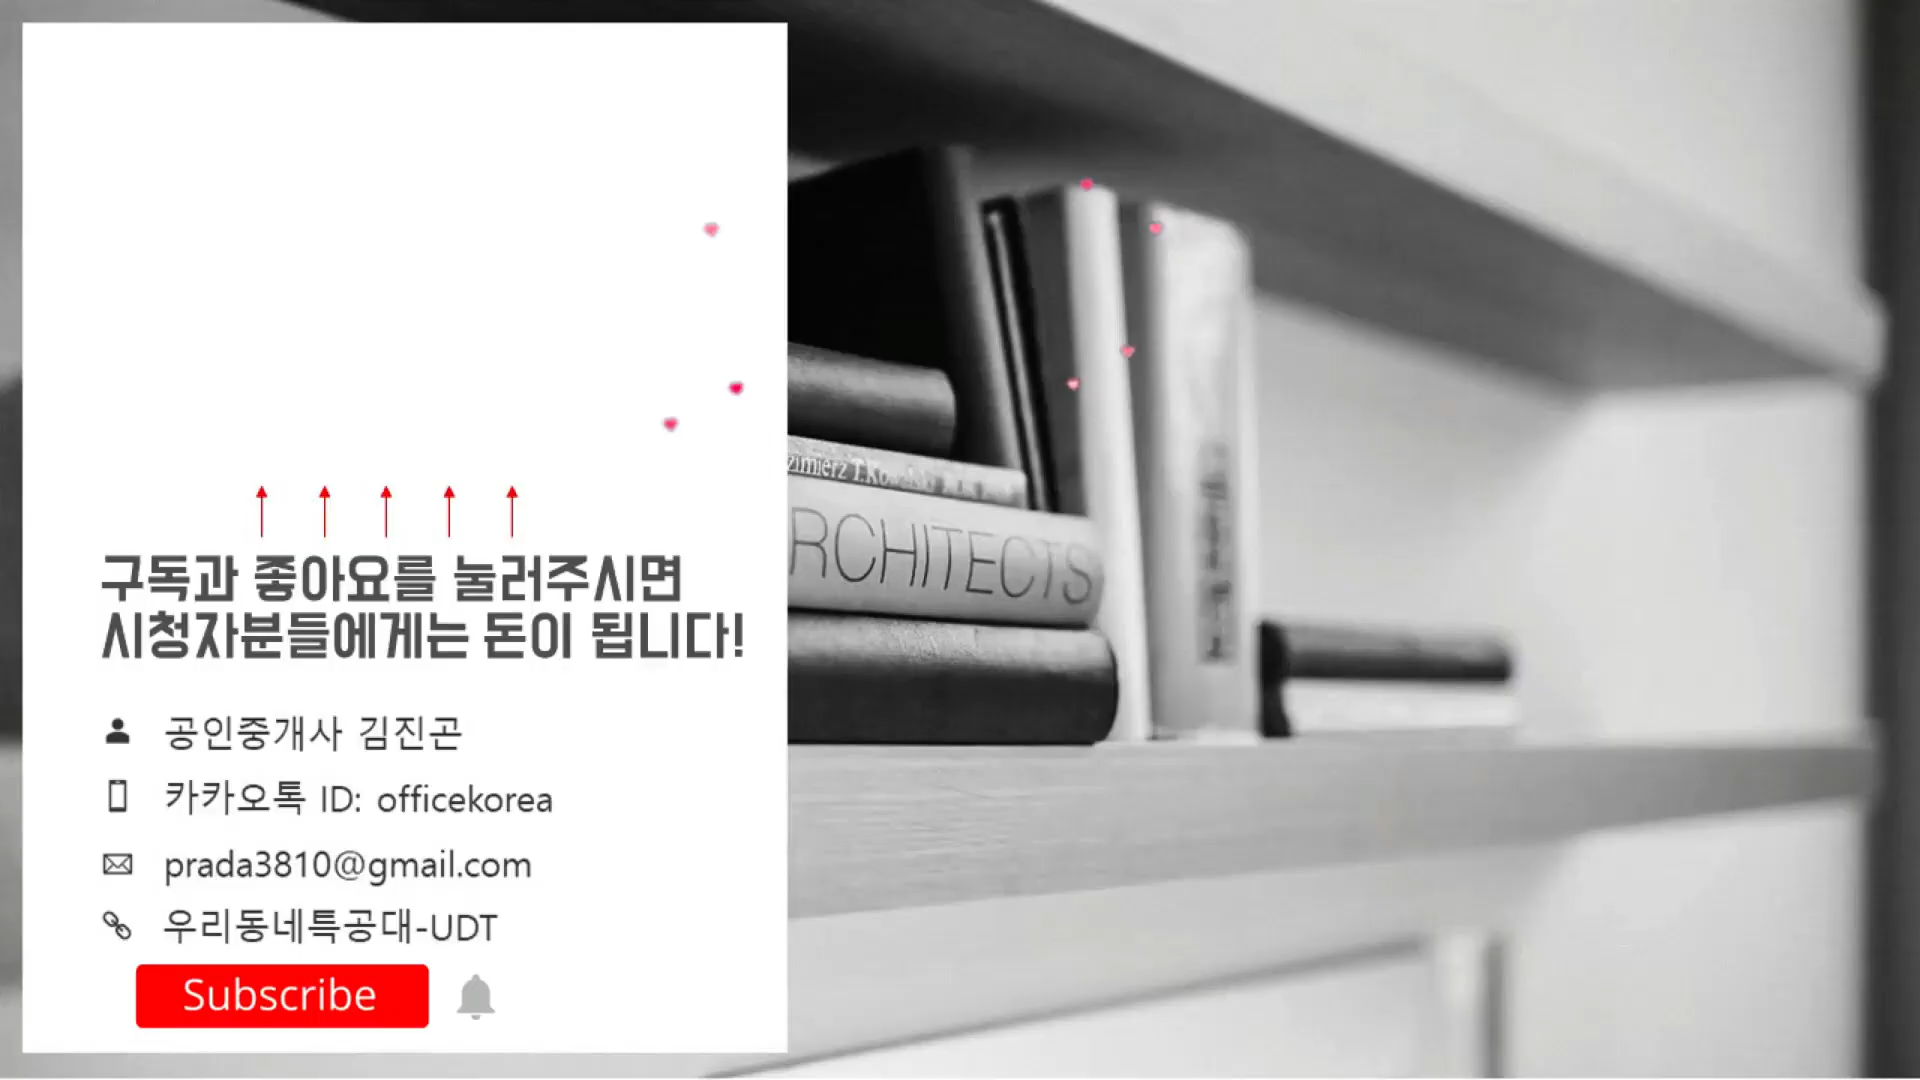 구독과 좋아요를 눌러주시면
시청자분들에게는 돈이 됩니다!
공인중개사 김진곤
카카오톡 ID: officekorea
prada3810@gmail.com
우리동네특공대-UDT
Subscribe
zimierz T.Kowalski
RCHITECTS